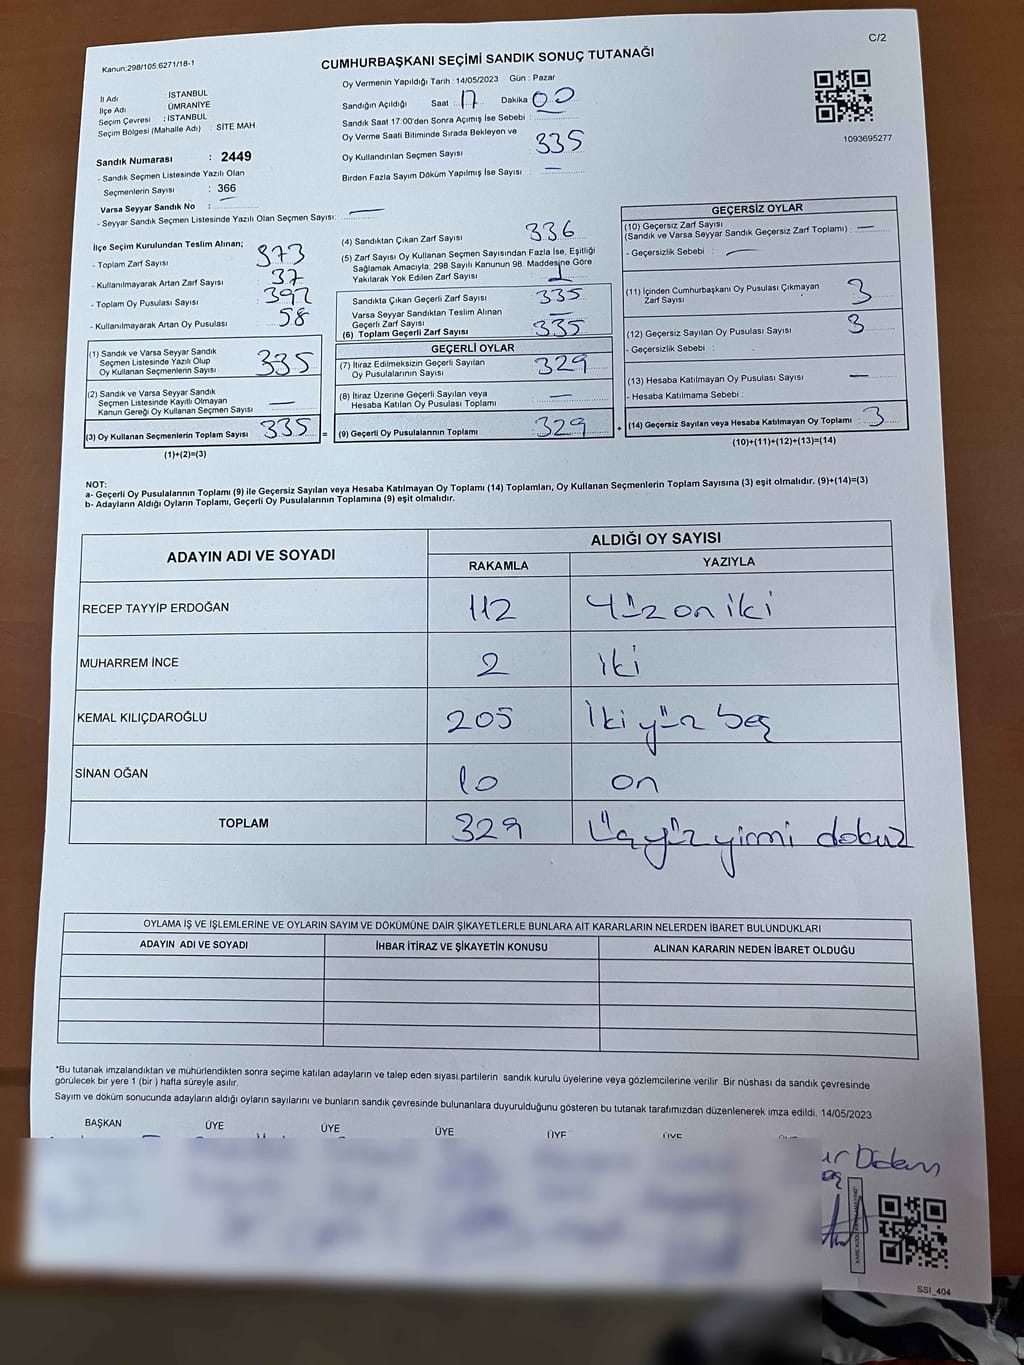 C/2
Kanun:298/105;6271/18-1
CUMHURBAŞKANI SEÇİMİ SANDIK SONUÇ TUTANAĞI
İl Adı İSTANBUL
İlçe Adı ÜMRANİYE
Seçim Çevresi : İSTANBUL
Seçim Bölgesi (Mahalle Adı) : SİTE MAH
Sandık Numarası : 2449
- Sandık Seçmen Listesinde Yazılı Olan
Seçmenlerin Sayısı : 366
Varsa Seyyar Sandık No :
- Seyyar Sandık Seçmen Listesinde Yazılı Olan Seçmen Sayısı: —
Oy Vermenin Yapıldığı Tarih : 14/05/2023 Gün : Pazar
Sandığın Açıldığı Saat : 17 Dakika 00
Sandık Saat 17:00'den Sonra Açımış İse Sebebi :
Oy Verme Saati Bitiminde Sırada Bekleyen ve
Oy Kullandırılan Seçmen Sayısı 335
Birden Fazla Sayım Döküm Yapılmış İse Sayısı : —
1093695277
İlçe Seçim Kurulundan Teslim Alınan;
- Toplam Zarf Sayısı : 373
- Kullanılmayarak Artan Zarf Sayısı : 37
- Toplam Oy Pusulası Sayısı : 392
- Kullanılmayarak Artan Oy Pusulası : 58
(1) Sandık ve Varsa Seyyar Sandık
Seçmen Listesinde Yazılı Olup
Oy Kullanan Seçmenlerin Sayısı : 335
(2) Sandık ve Varsa Seyyar Sandık
Seçmen Listesinde Kayıtlı Olmayan
Kanun Gereği Oy Kullanan Seçmen Sayısı —
(3) Oy Kullanan Seçmenlerin Toplam Sayısı 335
(1)+(2)=(3)
=
(4) Sandıktan Çıkan Zarf Sayısı 336
(5) Zarf Sayısı Oy Kullanan Seçmen Sayısından Fazla İse, Eşitliği
Sağlamak Amacıyla, 298 Sayılı Kanunun 98. Maddesine Göre
Yakılarak Yok Edilen Zarf Sayısı : 1
Sandıkta Çıkan Geçerli Zarf Sayısı : 335
Varsa Seyyar Sandıktan Teslim Alınan
Geçerli Zarf Sayısı —
(6) Toplam Geçerli Zarf Sayısı : 335
GEÇERLİ OYLAR
(7) İtiraz Edilmeksizin Geçerli Sayılan
Oy Pusulalarının Sayısı : 329
(8) İtiraz Üzerine Geçerli Sayılan veya
Hesaba Katılan Oy Pusulası Toplamı : —
(9) Geçerli Oy Pusulalarının Toplamı : 329
+
GEÇERSİZ OYLAR
(10) Geçersiz Zarf Sayısı
(Sandık ve Varsa Seyyar Sandık Geçersiz Zarf Toplamı) : —
- Geçersizlik Sebebi : —
(11) İçinden Cumhurbaşkanı Oy Pusulası Çıkmayan
Zarf Sayısı : 3
(12) Geçersiz Sayılan Oy Pusulası Sayısı : 3
- Geçersizlik Sebebi :
(13) Hesaba Katılmayan Oy Pusulası Sayısı : —
- Hesaba Katılmama Sebebi :
(14) Geçersiz Sayılan veya Hesaba Katılmayan Oy Toplamı : 3
(10)+(11)+(12)+(13)=(14)
NOT:
a- Geçerli Oy Pusulalarının Toplamı (9) ile Geçersiz Sayılan veya Hesaba Katılmayan Oy Toplamı (14) Toplamları, Oy Kullanan Seçmenlerin Toplam Sayısına (3) eşit olmalıdır. (9)+(14)=(3)
b- Adayların Aldığı Oyların Toplamı, Geçerli Oy Pusulalarının Toplamına (9) eşit olmalıdır.
ADAYIN ADI VE SOYADI ALDIĞI OY SAYISI
RAKAMLA YAZIYLA
RECEP TAYYİP ERDOĞAN 112 Yüz on iki
MUHARREM İNCE 2 iki
KEMAL KILIÇDAROĞLU 205 İki yüz beş
SİNAN OĞAN 10 on
TOPLAM 329 Üç yüz yirmi dokuz
OYLAMA İŞ VE İŞLEMLERİNE VE OYLARIN SAYIM VE DÖKÜMÜNE DAİR ŞİKAYETLERLE BUNLARA AİT KARARLARIN NELERDEN İBARET BULUNDUKLARI
ADAYIN ADI VE SOYADI İHBAR İTİRAZ VE ŞİKAYETİN KONUSU ALINAN KARARIN NEDEN İBARET OLDUĞU
*Bu tutanak imzalandıktan ve mühürlendikten sonra seçime katılan adayların ve talep eden siyasi partilerin sandık kurulu üyelerine veya gözlemcilerine verilir .Bir nüshası da sandık çevresinde
görülecek bir yere 1 (bir ) hafta süreyle asılır.
Sayım ve döküm sonucunda adayların aldığı oyların sayılarını ve bunların sandık çevresinde bulunanlara duyurulduğunu gösteren bu tutanak tarafımızdan düzenlenerek imza edildi. 14/05/2023
BAŞKAN ÜYE ÜYE ÜYE ÜYE ÜYE ÜYE
SSI_404